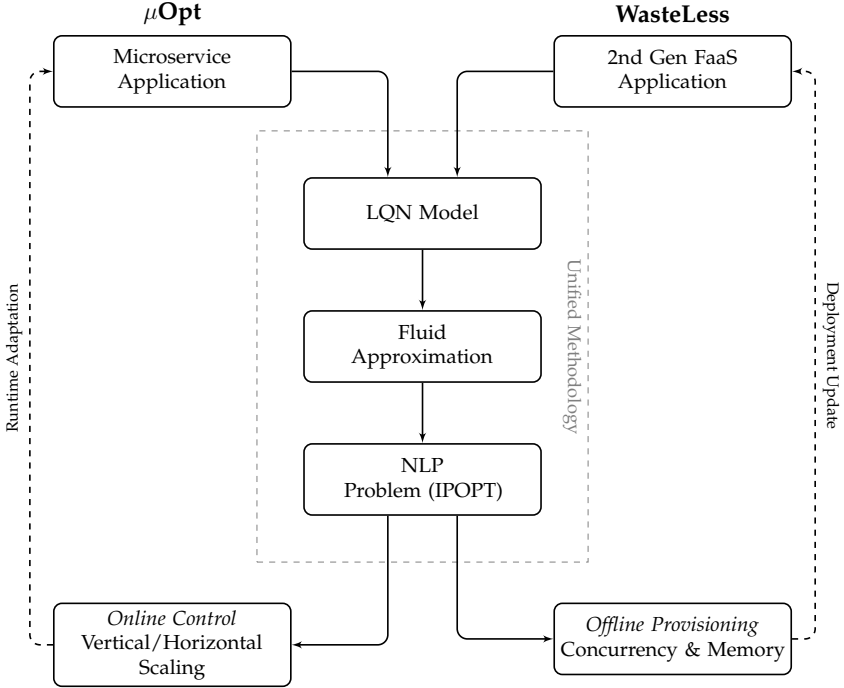 μOpt
WasteLess
Microservice
Application
2nd Gen FaaS
Application
LQN Model
Fluid
Approximation
NLP
Problem (IPOPT)
Unified Methodology
Runtime Adaptation
Deployment Update
Online Control
Vertical/Horizontal
Scaling
Offline Provisioning
Concurrency & Memory